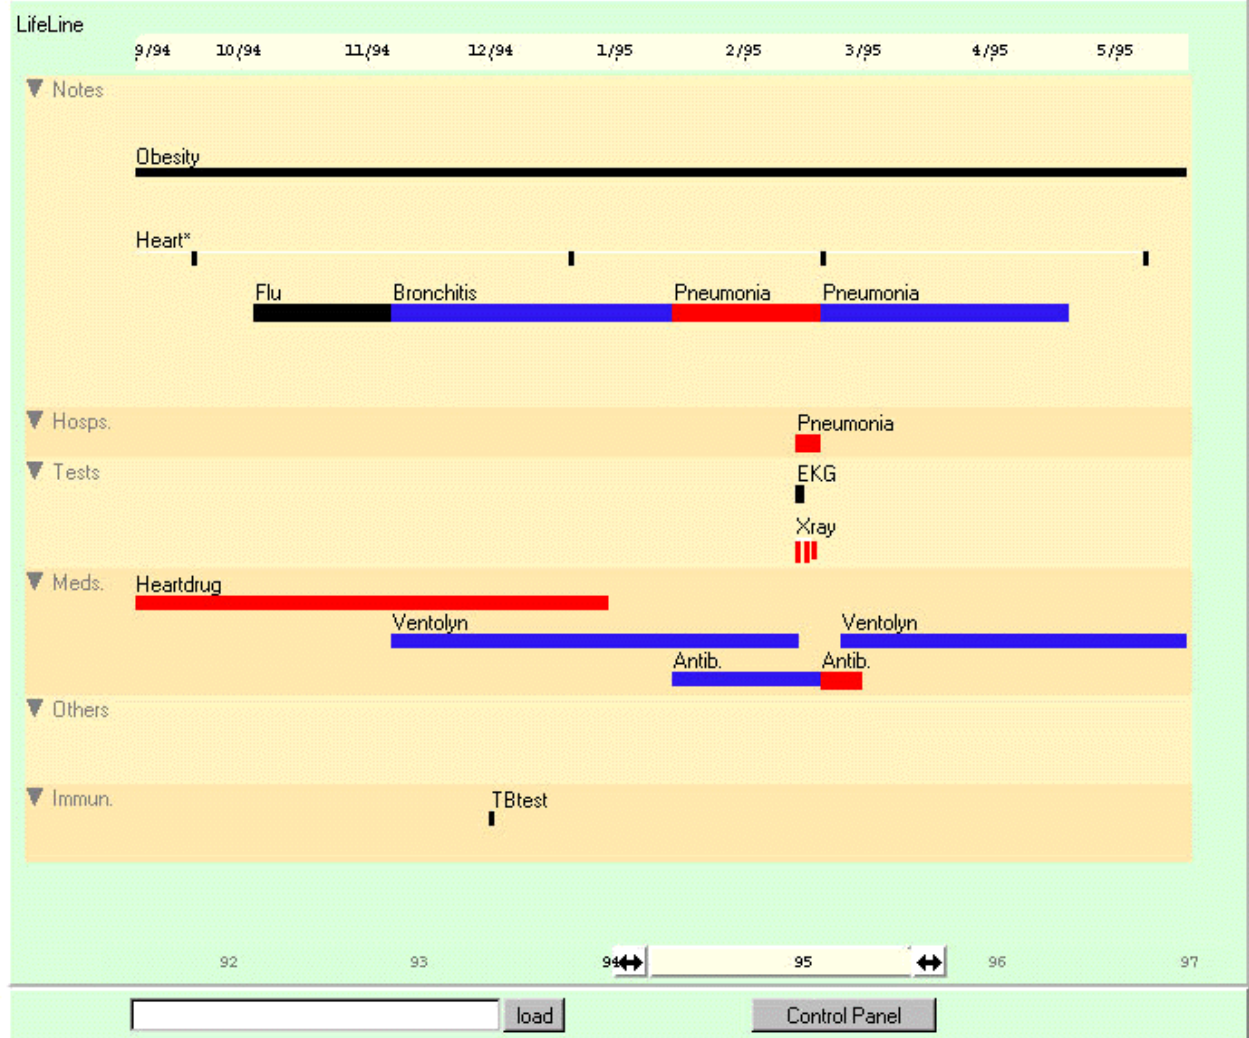 LifeLine
9/94 10/94 11/94 12/94 1/95 2/95 3/95 4/95 5/95
Notes
Obesity
Heart*
Flu Bronchitis Pneumonia Pneumonia
Hosps. Pneumonia
Tests EKG
Xray
Meds. Heartdrug
Ventolyn Ventolyn
Antib. Antib.
Others
Immun. TBtest
92 93 94 95 96 97
load Control Panel